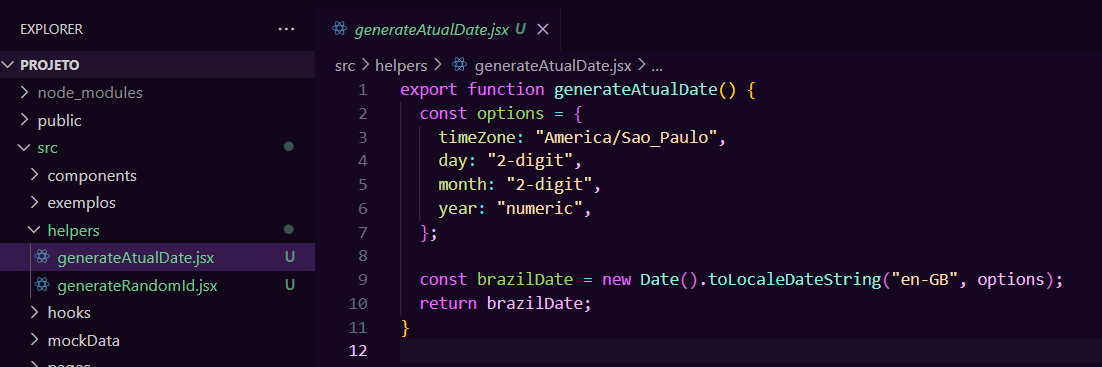 EXPLORER ...
PROJETO
node_modules
public
src
components
exemplos
helpers
generateAtualDate.jsx U
generateRandomId.jsx U
hooks
mockData
pages
generateAtualDate.jsx U
src > helpers > generateAtualDate.jsx > ...
1 export function generateAtualDate() {
2   const options = {
3     timeZone: "America/Sao_Paulo",
4     day: "2-digit",
5     month: "2-digit",
6     year: "numeric",
7   };
8
9   const brazilDate = new Date().toLocaleDateString("en-GB", options);
10   return brazilDate;
11 }
12